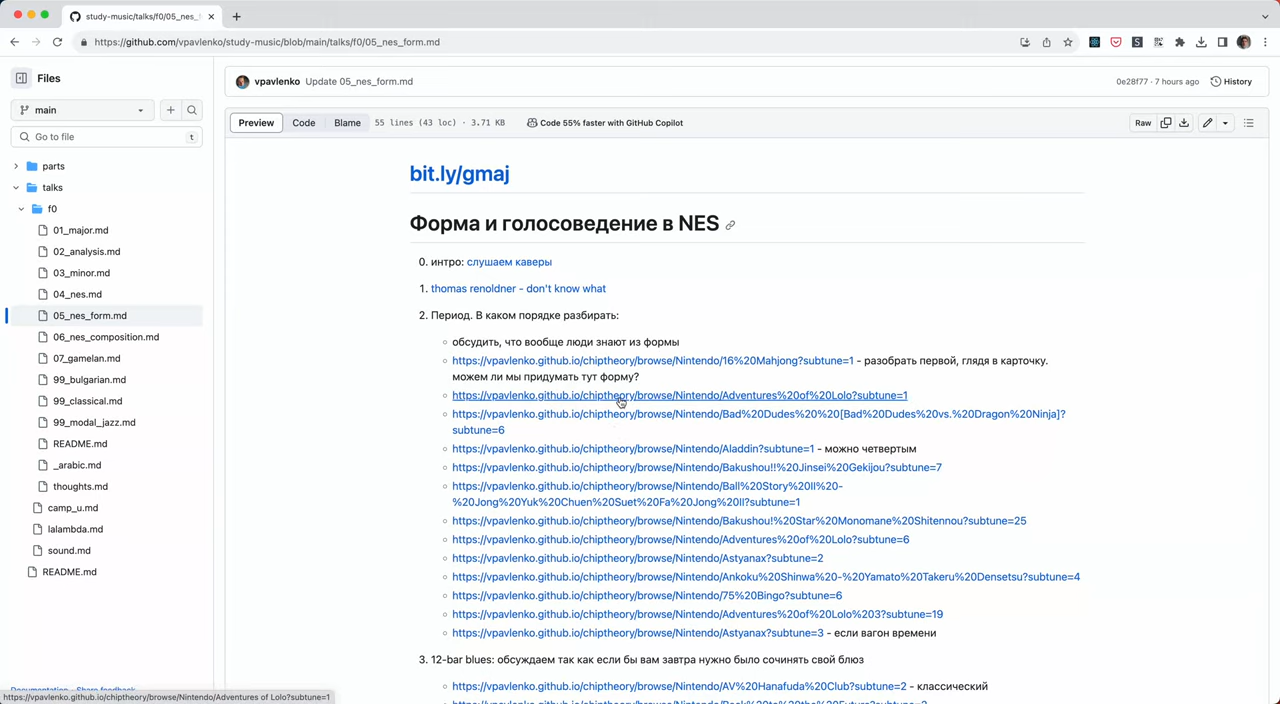 study-music/talks/f0/05_nes_
https://github.com/vpavlenko/study-music/blob/main/talks/f0/05_nes_form.md
Files
main
Go to file
t
parts
talks
f0
01_major.md
02_analysis.md
03_minor.md
04_nes.md
05_nes_form.md
06_nes_composition.md
07_gamelan.md
99_bulgarian.md
99_classical.md
99_modal_jazz.md
README.md
_arabic.md
thoughts.md
camp_u.md
lalambda.md
sound.md
README.md
Documentation · Share feedback
vpavlenko Update 05_nes_form.md
0e28f77 · 7 hours ago
History
Preview
Code
Blame
55 lines (43 loc) · 3.71 KB
Code 55% faster with GitHub Copilot
Raw
bit.ly/gmaj
Форма и голосоведение в NES
0. интро: слушаем каверы
1. thomas renoldner - don't know what
2. Период. В каком порядке разбирать:
обсудить, что вообще люди знают из формы
https://vpavlenko.github.io/chiptheory/browse/Nintendo/16%20Mahjong?subtune=1 - разобрать первой, глядя в карточку.
можем ли мы придумать тут форму?
https://vpavlenko.github.io/chiptheory/browse/Nintendo/Adventures%20of%20Lolo?subtune=1
https://vpavlenko.github.io/chiptheory/browse/Nintendo/Bad%20Dudes%20%20[Bad%20Dudes%20vs.%20Dragon%20Ninja]?
subtune=6
https://vpavlenko.github.io/chiptheory/browse/Nintendo/Aladdin?subtune=1 - можно четвертым
https://vpavlenko.github.io/chiptheory/browse/Nintendo/Bakushou!!%20Jinsei%20Gekijou?subtune=7
https://vpavlenko.github.io/chiptheory/browse/Nintendo/Ball%20Story%20II%20-
%20Jong%20Yuk%20Chuen%20Suet%20Fa%20Jong%20II?subtune=1
https://vpavlenko.github.io/chiptheory/browse/Nintendo/Bakushou!%20Star%20Monomane%20Shitennou?subtune=25
https://vpavlenko.github.io/chiptheory/browse/Nintendo/Adventures%20of%20Lolo?subtune=6
https://vpavlenko.github.io/chiptheory/browse/Nintendo/Astyanax?subtune=2
https://vpavlenko.github.io/chiptheory/browse/Nintendo/Ankoku%20Shinwa%20-%20Yamato%20Takeru%20Densetsu?subtune=4
https://vpavlenko.github.io/chiptheory/browse/Nintendo/75%20Bingo?subtune=6
https://vpavlenko.github.io/chiptheory/browse/Nintendo/Adventures%20of%20Lolo%203?subtune=19
https://vpavlenko.github.io/chiptheory/browse/Nintendo/Astyanax?subtune=3 - если вагон времени
3. 12-bar blues: обсуждаем так как если бы вам завтра нужно было сочинять свой блюз
https://vpavlenko.github.io/chiptheory/browse/Nintendo/AV%20Hanafuda%20Club?subtune=2 - классический
https://vpavlenko.github.io/chiptheory/browse/Nintendo/Adventures of Lolo?subtune=1